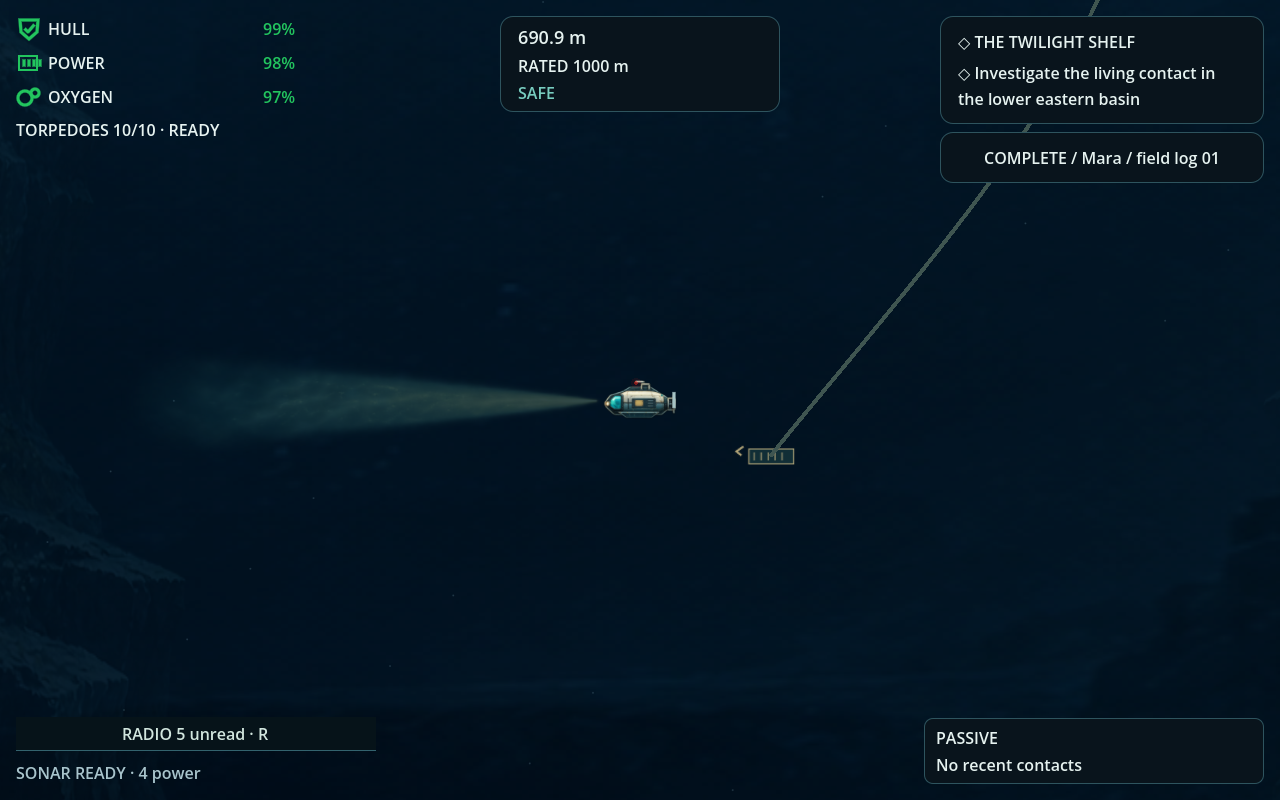 HULL 99%
POWER 98%
OXYGEN 97%
TORPEDOES 10/10 · READY
690.9 m
RATED 1000 m
SAFE
◇ THE TWILIGHT SHELF
◇ Investigate the living contact in
the lower eastern basin
COMPLETE / Mara / field log 01
RADIO 5 unread · R
SONAR READY · 4 power
PASSIVE
No recent contacts